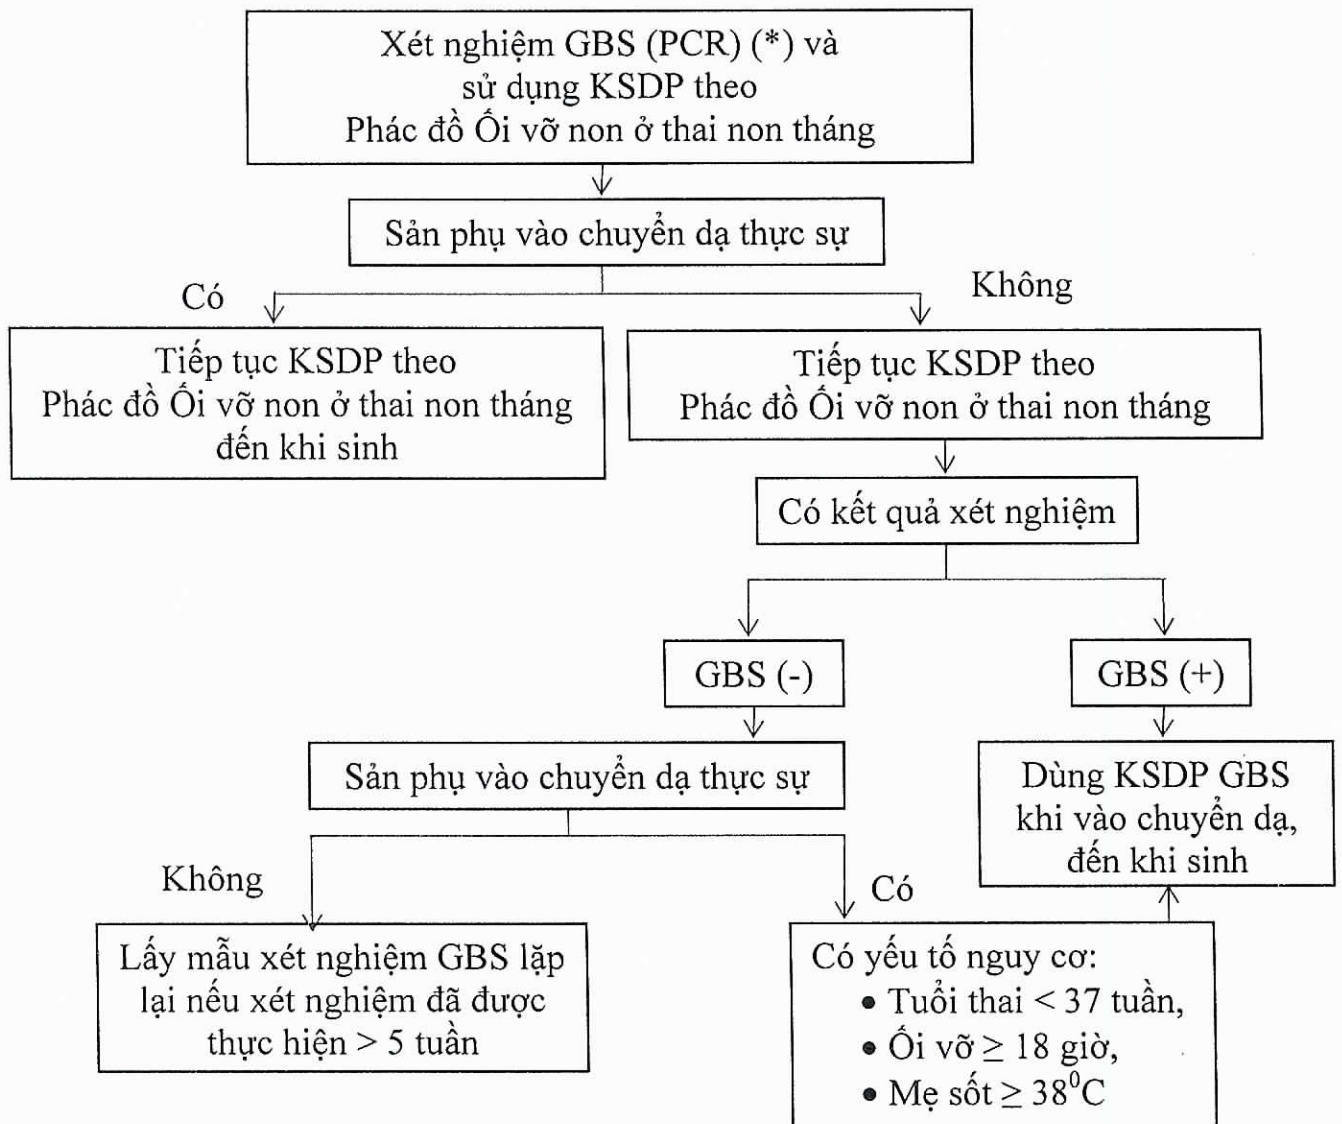 Xét nghiệm GBS (PCR) (*) và
sử dụng KSDP theo
Phác đồ Ối vỡ non ở thai non tháng
Sản phụ vào chuyển dạ thực sự
Có
Không
Tiếp tục KSDP theo
Phác đồ Ối vỡ non ở thai non tháng
đến khi sinh
Tiếp tục KSDP theo
Phác đồ Ối vỡ non ở thai non tháng
Có kết quả xét nghiệm
GBS (-)
GBS (+)
Sản phụ vào chuyển dạ thực sự
Dùng KSDP GBS
khi vào chuyển dạ,
đến khi sinh
Không
Có
Lấy mẫu xét nghiệm GBS lặp
lại nếu xét nghiệm đã được
thực hiện > 5 tuần
Có yếu tố nguy cơ:
• Tuổi thai < 37 tuần,
• Ối vỡ ≥ 18 giờ,
• Mẹ sốt ≥ 38⁰C